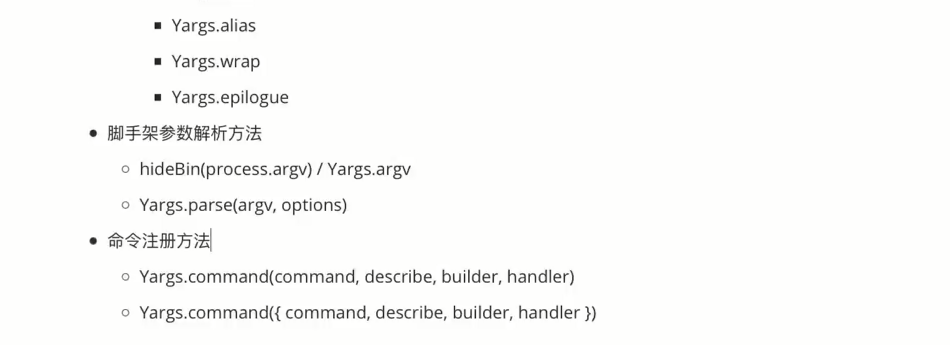 Yargs.alias
Yargs.wrap
Yargs.epilogue
脚手架参数解析方法
hideBin(process.argv) / Yargs.argv
Yargs.parse(argv, options)
命令注册方法
Yargs.command(command, describe, builder, handler)
Yargs.command({ command, describe, builder, handler })